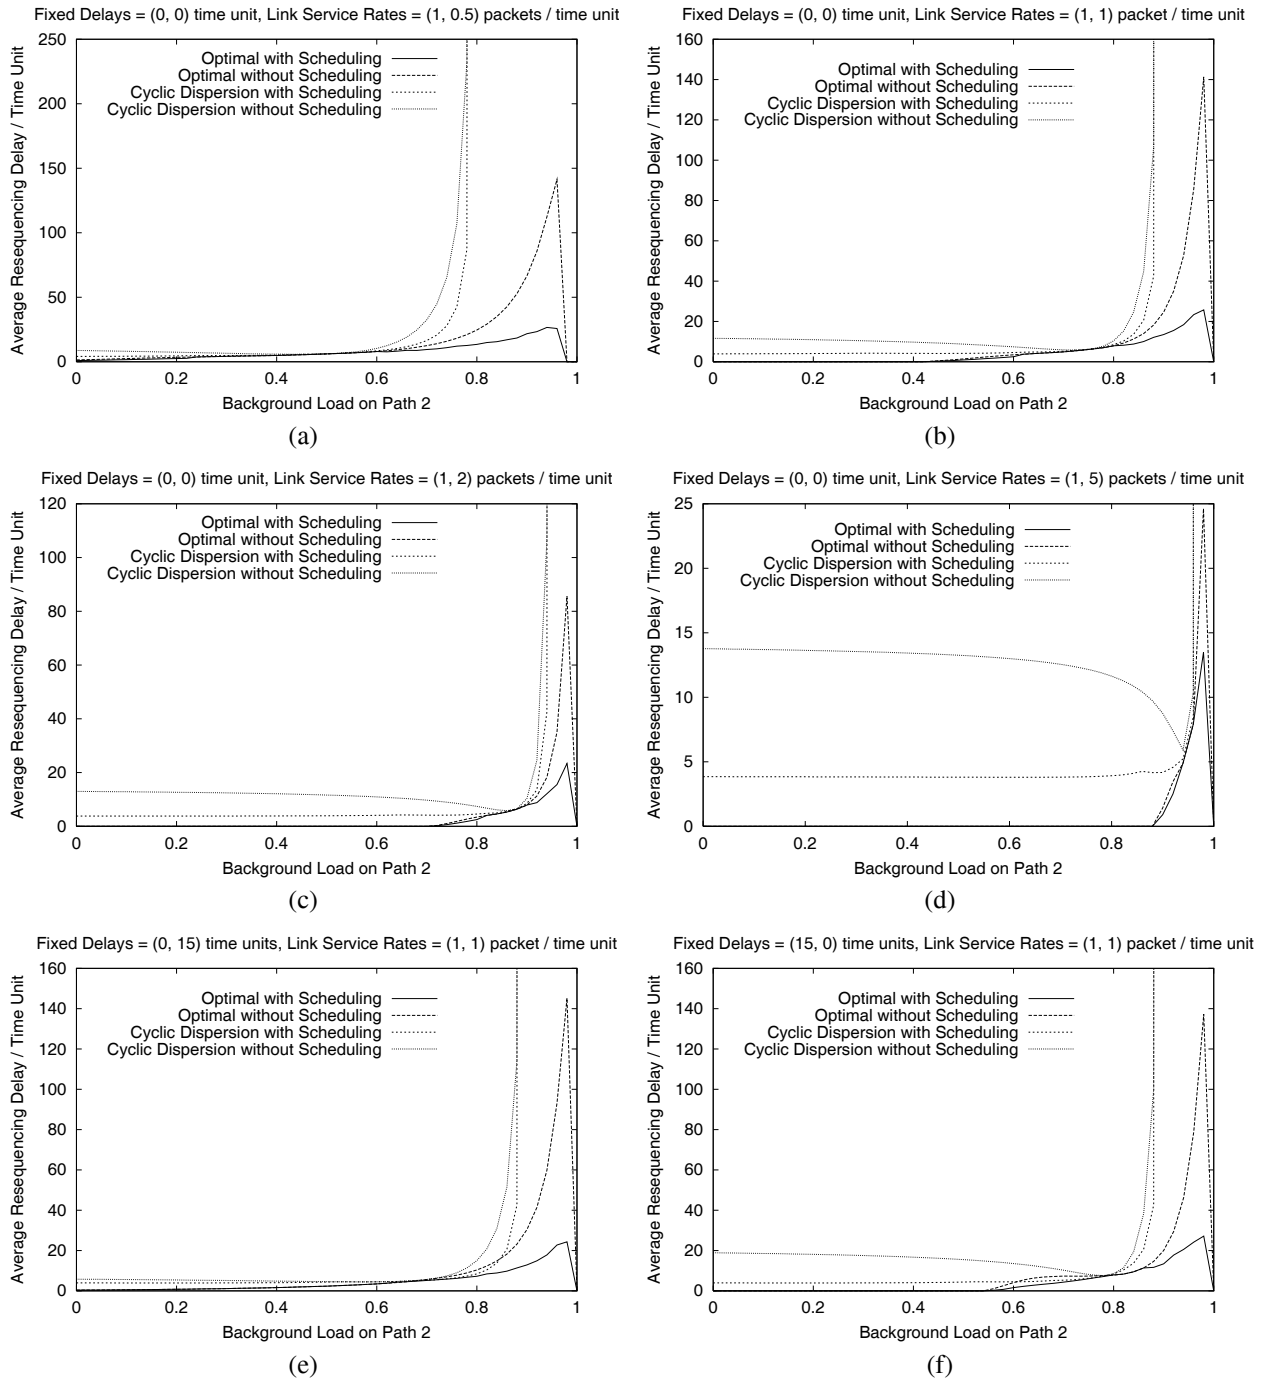 Fixed Delays = (0, 0) time unit, Link Service Rates = (1, 0.5) packets / time unit
Average Resequencing Delay / Time Unit
250
200
150
100
50
0
Optimal with Scheduling
Optimal without Scheduling
Cyclic Dispersion with Scheduling
Cyclic Dispersion without Scheduling
0 0.2 0.4 0.6 0.8 1
Background Load on Path 2
(a)
Fixed Delays = (0, 0) time unit, Link Service Rates = (1, 1) packet / time unit
Average Resequencing Delay / Time Unit
160
140
120
100
80
60
40
20
0
Optimal with Scheduling
Optimal without Scheduling
Cyclic Dispersion with Scheduling
Cyclic Dispersion without Scheduling
0 0.2 0.4 0.6 0.8 1
Background Load on Path 2
(b)
Fixed Delays = (0, 0) time unit, Link Service Rates = (1, 2) packets / time unit
Average Resequencing Delay / Time Unit
120
100
80
60
40
20
0
Optimal with Scheduling
Optimal without Scheduling
Cyclic Dispersion with Scheduling
Cyclic Dispersion without Scheduling
0 0.2 0.4 0.6 0.8 1
Background Load on Path 2
(c)
Fixed Delays = (0, 0) time unit, Link Service Rates = (1, 5) packets / time unit
Average Resequencing Delay / Time Unit
25
20
15
10
5
0
Optimal with Scheduling
Optimal without Scheduling
Cyclic Dispersion with Scheduling
Cyclic Dispersion without Scheduling
0 0.2 0.4 0.6 0.8 1
Background Load on Path 2
(d)
Fixed Delays = (0, 15) time units, Link Service Rates = (1, 1) packet / time unit
Average Resequencing Delay / Time Unit
160
140
120
100
80
60
40
20
0
Optimal with Scheduling
Optimal without Scheduling
Cyclic Dispersion with Scheduling
Cyclic Dispersion without Scheduling
0 0.2 0.4 0.6 0.8 1
Background Load on Path 2
(e)
Fixed Delays = (15, 0) time units, Link Service Rates = (1, 1) packet / time unit
Average Resequencing Delay / Time Unit
160
140
120
100
80
60
40
20
0
Optimal with Scheduling
Optimal without Scheduling
Cyclic Dispersion with Scheduling
Cyclic Dispersion without Scheduling
0 0.2 0.4 0.6 0.8 1
Background Load on Path 2
(f)